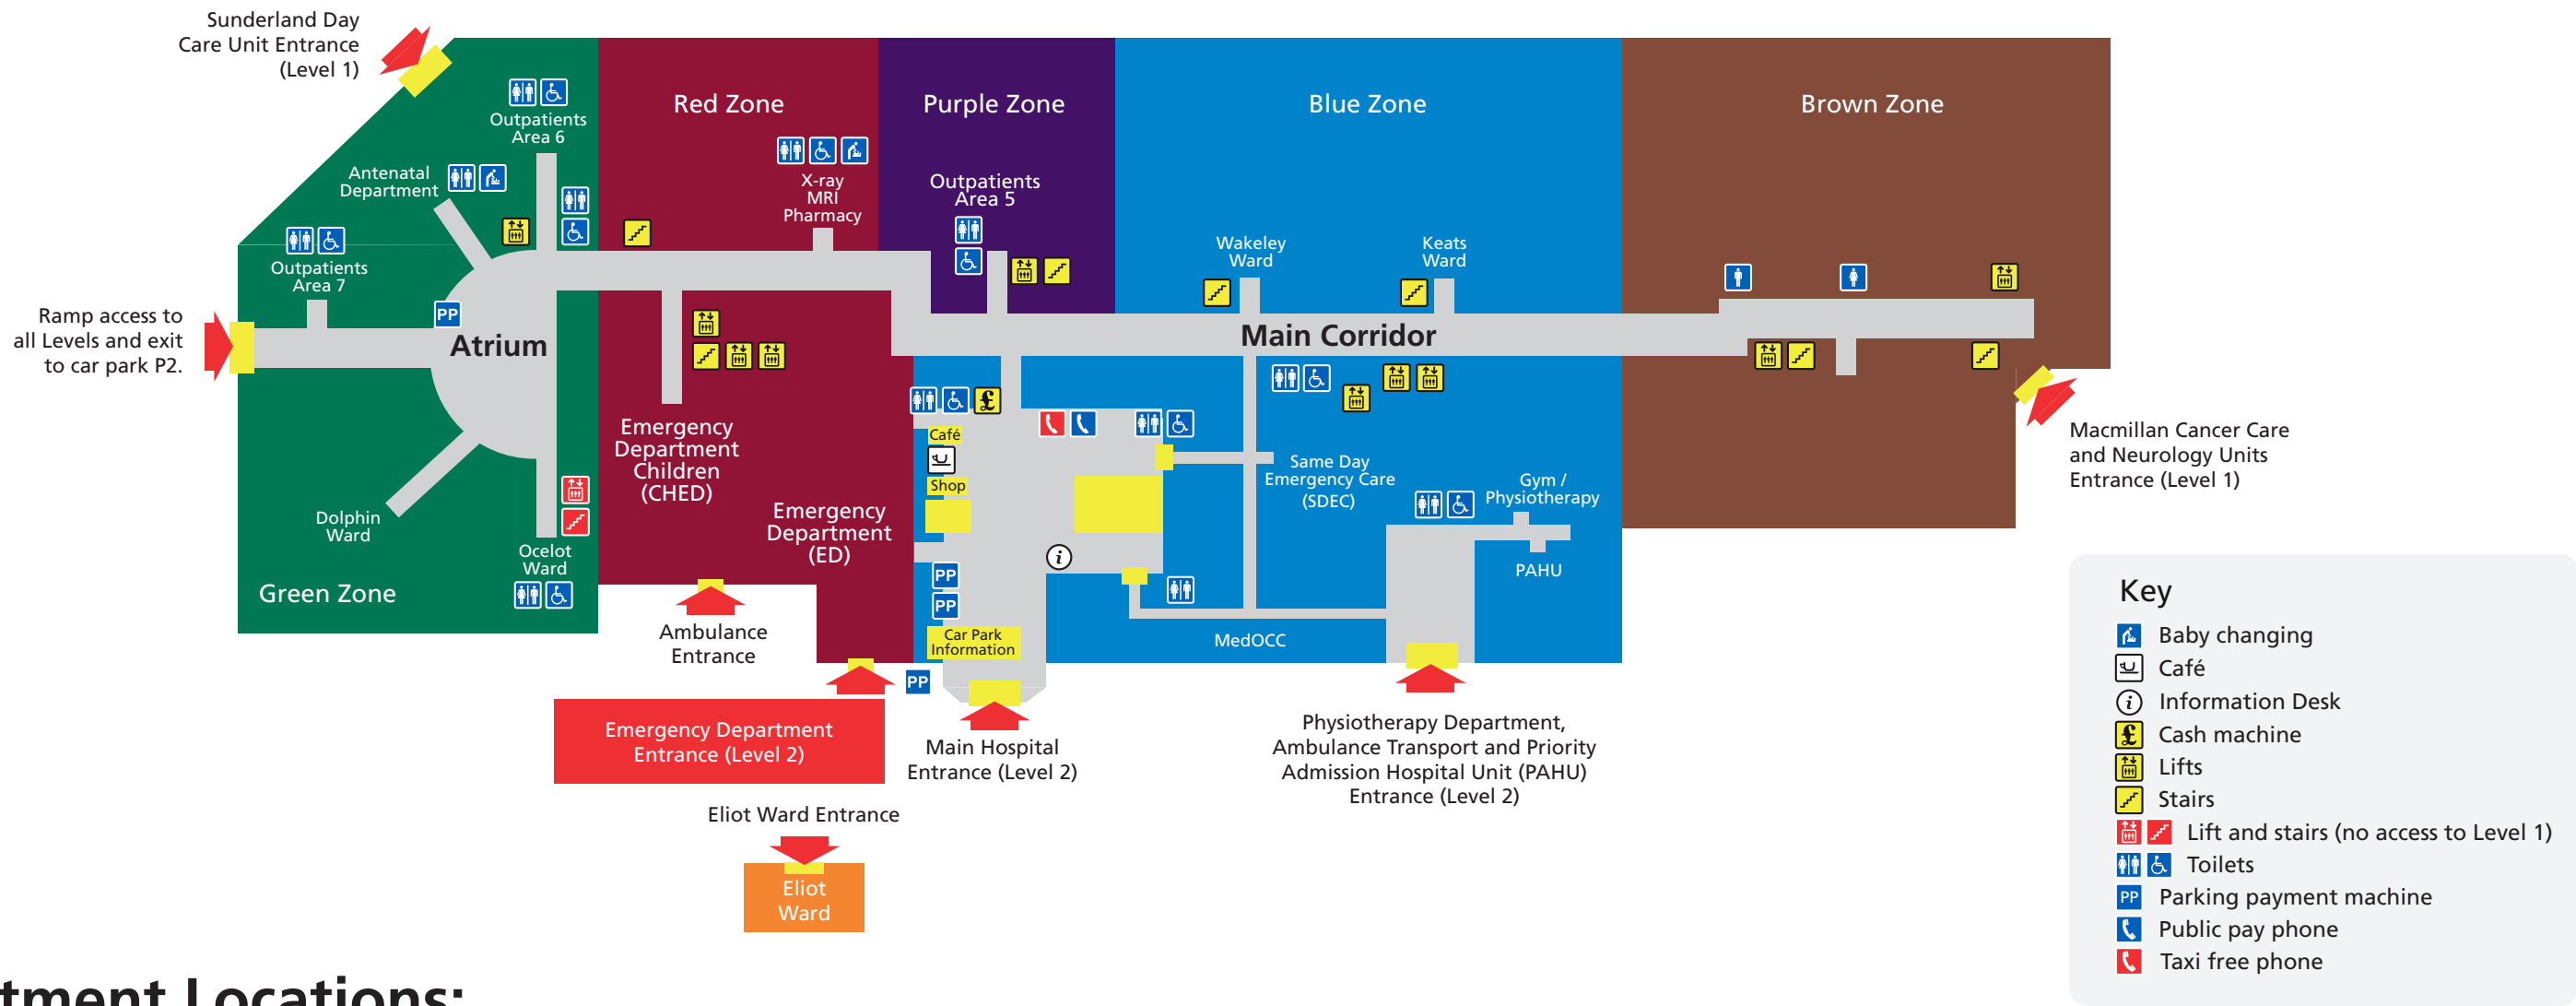 Sunderland Day
Care Unit Entrance
(Level 1)
Outpatients
Area 6
Antenatal
Department
Outpatients
Area 7
Ramp access to
all Levels and exit
to car park P2.
PP
Atrium
Dolphin
Ward
Ocelot
Ward
Green Zone
Red Zone
X-ray
MRI
Pharmacy
Emergency
Department
Children
(CHED)
Emergency
Department
(ED)
Ambulance
Entrance
Emergency Department
Entrance (Level 2)
Eliot Ward Entrance
Eliot
Ward
Purple Zone
Outpatients
Area 5
£
Café
Shop
i
PP
PP
Car Park
Information
PP
Main Hospital
Entrance (Level 2)
Blue Zone
Wakeley
Ward
Keats
Ward
Main Corridor
Same Day
Emergency Care
(SDEC)
Gym /
Physiotherapy
PAHU
MedOCC
Physiotherapy Department,
Ambulance Transport and Priority
Admission Hospital Unit (PAHU)
Entrance (Level 2)
Brown Zone
Macmillan Cancer Care
and Neurology Units
Entrance (Level 1)
Key
Baby changing
Café
i Information Desk
£ Cash machine
Lifts
Stairs
Lift and stairs (no access to Level 1)
Toilets
PP Parking payment machine
Public pay phone
Taxi free phone
tment Locations: